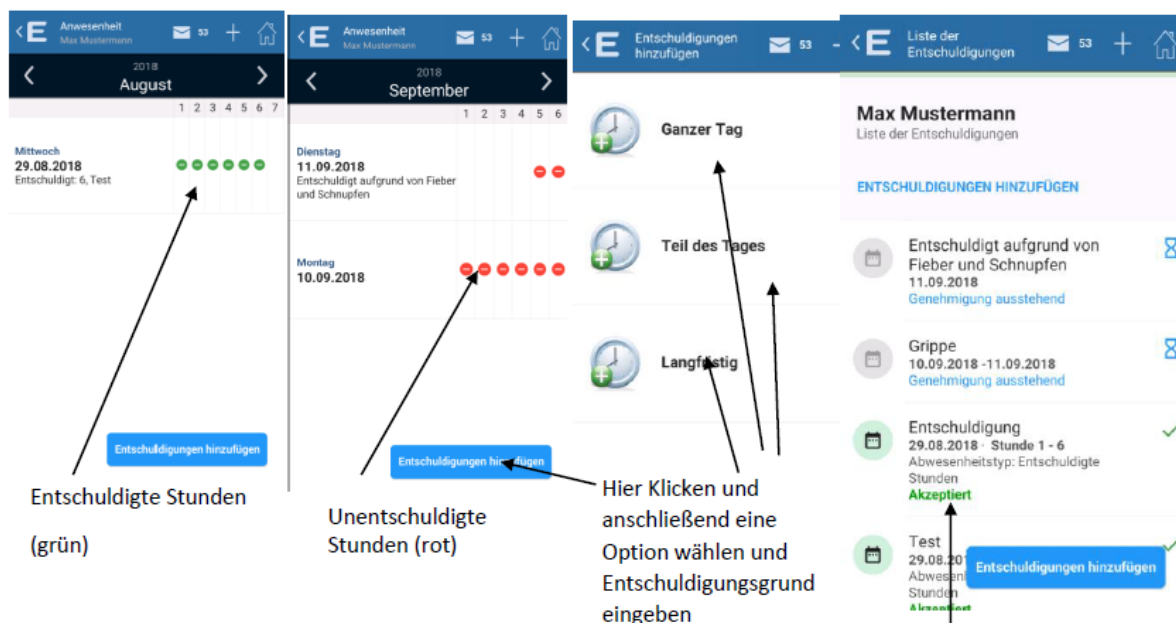 Anwesenheit
Max Mustermann
53
2018
August
1 2 3 4 5 6 7
Mittwoch
29.08.2018
Entschuldigt: 6, Test
Entschuldigungen hinzufügen
Entschuldigte Stunden
(grün)
Anwesenheit
Max Mustermann
53
2018
September
1 2 3 4 5 6
Dienstag
11.09.2018
Entschuldigt aufgrund von Fieber
und Schnupfen
Montag
10.09.2018
Entschuldigungen hinzufügen
Unentschuldigte
Stunden (rot)
Entschuldigungen
hinzufügen
53
Ganzer Tag
Teil des Tages
Langfristig
Hier Klicken und
anschließend eine
Option wählen und
Entschuldigungsgrund
eingeben
Liste der
Entschuldigungen
53
Max Mustermann
Liste der Entschuldigungen
ENTSCHULDIGUNGEN HINZUFÜGEN
Entschuldigt aufgrund von
Fieber und Schnupfen
11.09.2018
Genehmigung ausstehend
Grippe
10.09.2018 -11.09.2018
Genehmigung ausstehend
Entschuldigung
29.08.2018 · Stunde 1 - 6
Abwesenheitstyp: Entschuldigte
Stunden
Akzeptiert
Test
29.08.20
Entschuldigungen hinzufügen
Stunden
Akzeptiert